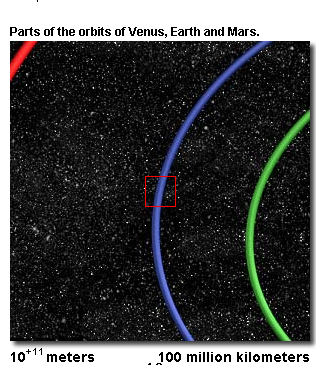 Parts of the orbits of Venus, Earth and Mars.
10+11 meters 100 million kilometers